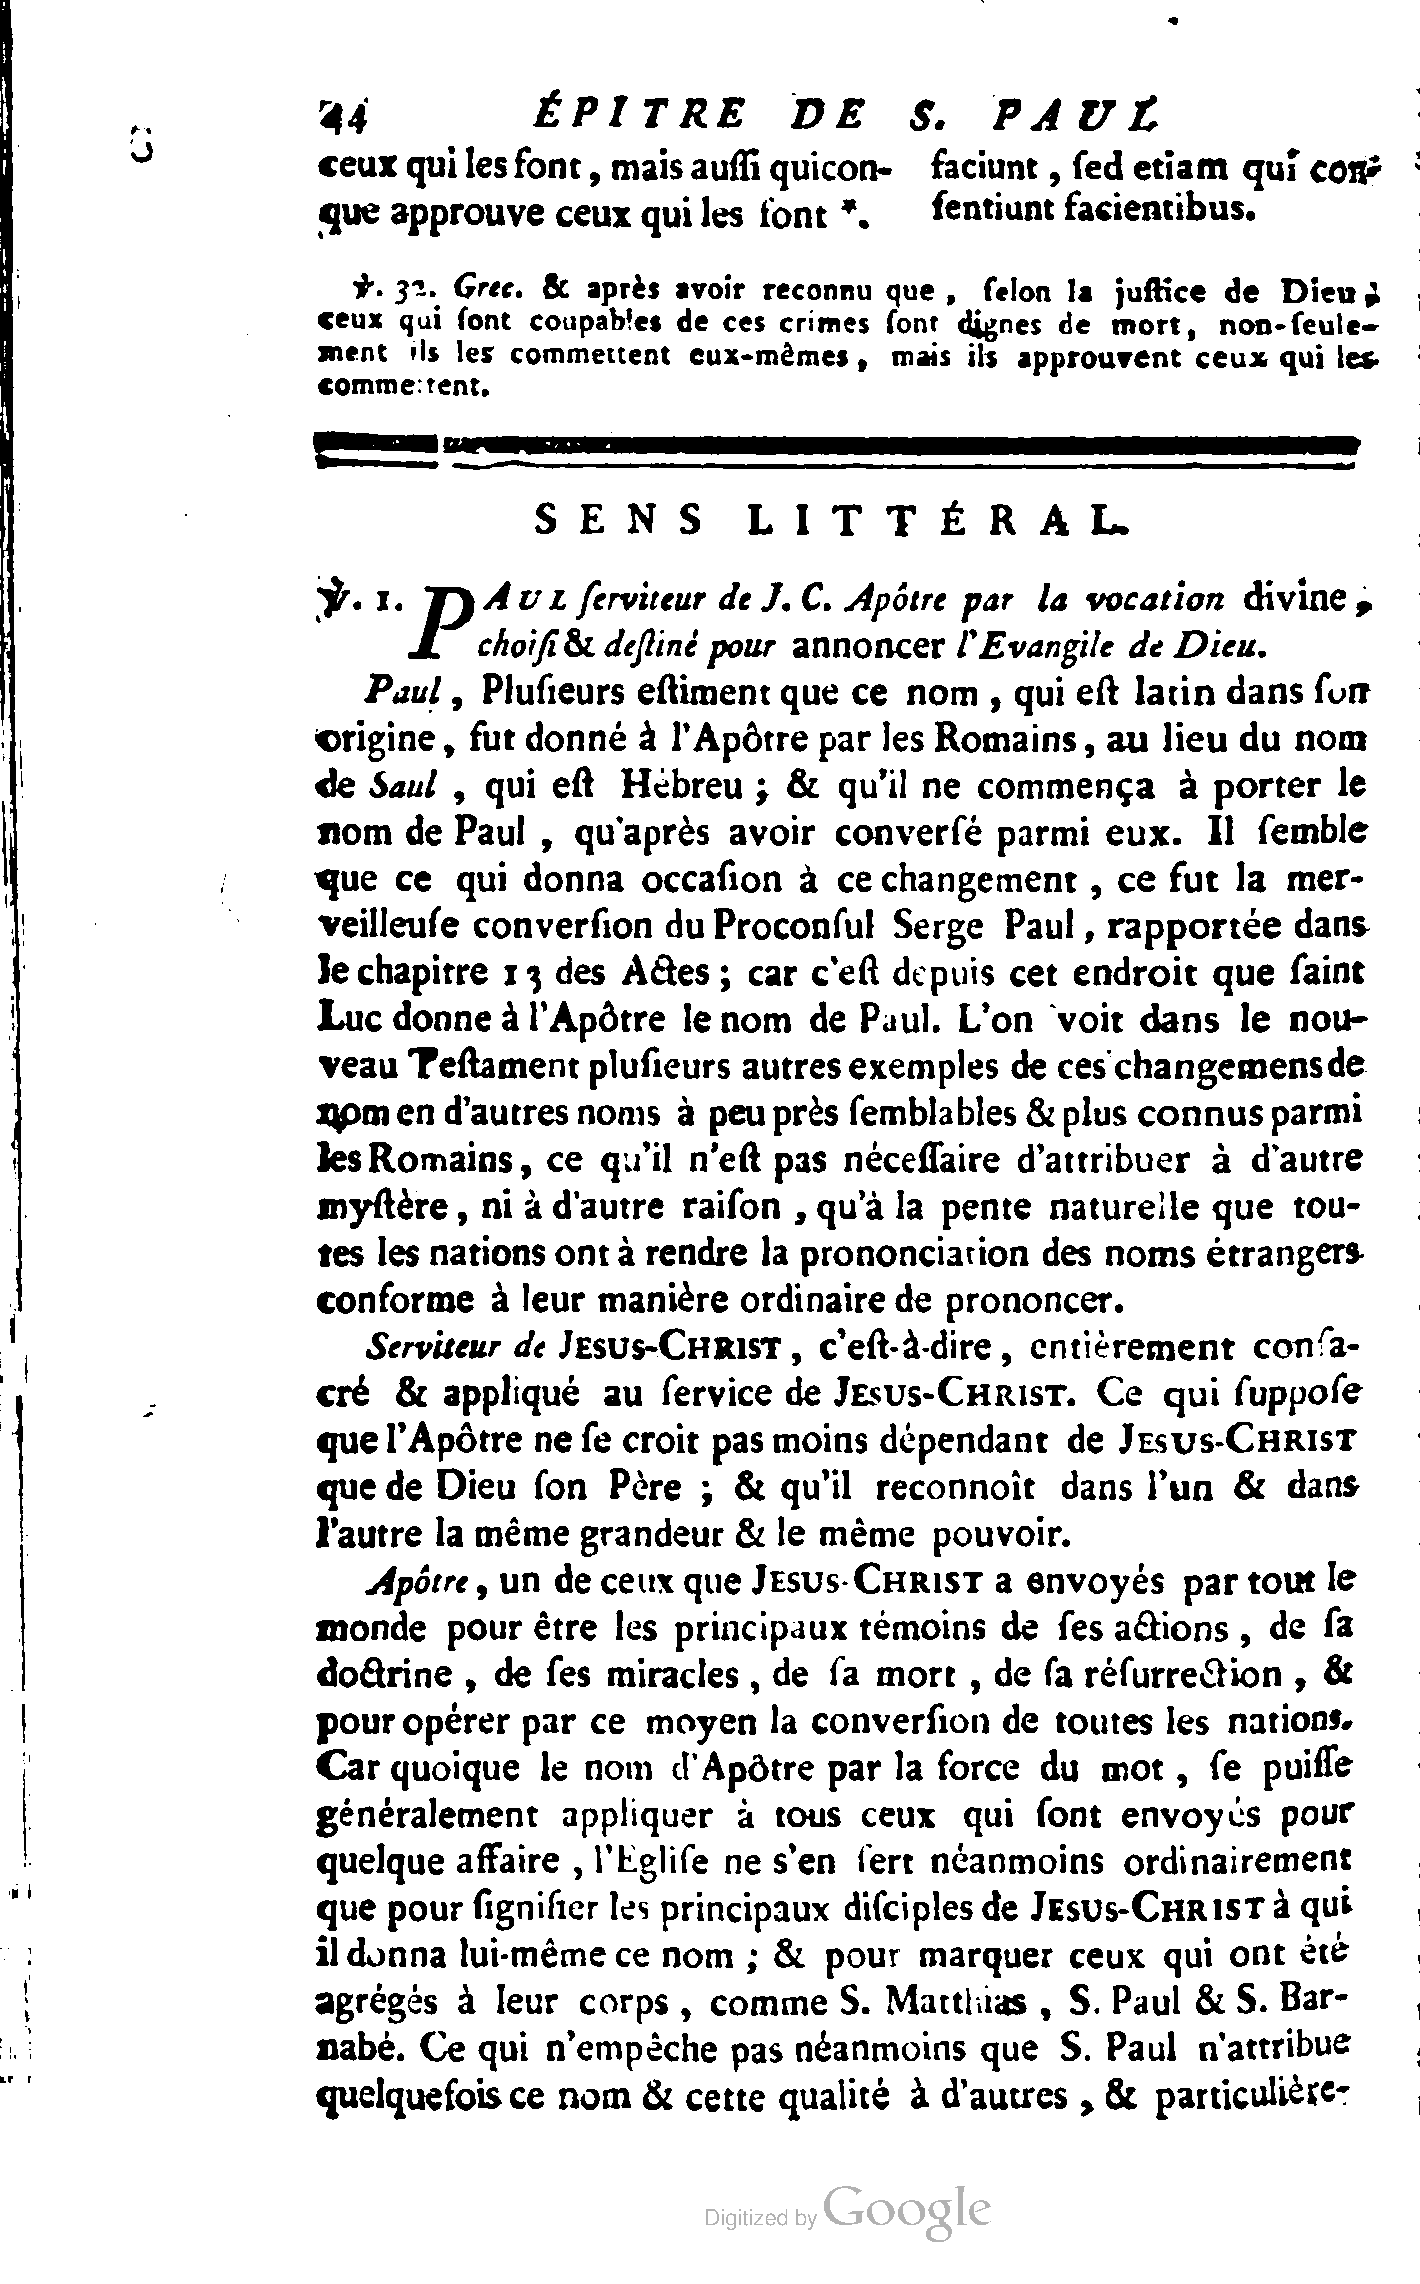 44 ÉPITRE DE S. PAUL
ceux qui les font, mais auſſi quicon-
que approuve ceux qui les font *.
faciunt, ſed etiam qui con-
ſentiunt facientibus.
℣. 32. Grec. & après avoir reconnu que, ſelon la juſtice de Dieu,
ceux qui ſont coupables de ces crimes ſont dignes de mort, non-ſeule-
ment ils les commettent eux-mêmes, mais ils approuvent ceux qui les
commettent.
SENS LITTÉRAL.
℣. 1. PAUL ſerviteur de J. C. Apôtre par la vocation divine,
choiſi & deſtiné pour annoncer l'Evangile de Dieu.
Paul, Pluſieurs eſtiment que ce nom, qui eſt latin dans ſon
origine, fut donné à l'Apôtre par les Romains, au lieu du nom
de Saul, qui eſt Hébreu; & qu'il ne commença à porter le
nom de Paul, qu'après avoir converſé parmi eux. Il ſemble
que ce qui donna occaſion à ce changement, ce fut la mer-
veilleuſe converſion du Proconſul Serge Paul, rapportée dans
le chapitre 13 des Actes; car c'eſt depuis cet endroit que ſaint
Luc donne à l'Apôtre le nom de Paul. L'on voit dans le nou-
veau Teſtament pluſieurs autres exemples de ces changemens de
nom en d'autres noms à peu près ſemblables & plus connus parmi
les Romains, ce qu'il n'eſt pas néceſſaire d'attribuer à d'autre
myſtère, ni à d'autre raiſon, qu'à la pente naturelle que tou-
tes les nations ont à rendre la prononciation des noms étrangers
conforme à leur manière ordinaire de prononcer.
Serviteur de JESUS-CHRIST, c'eſt-à-dire, entièrement conſa-
cré & appliqué au ſervice de JESUS-CHRIST. Ce qui ſuppoſe
que l'Apôtre ne ſe croit pas moins dépendant de JESUS-CHRIST
que de Dieu ſon Père; & qu'il reconnoît dans l'un & dans
l'autre la même grandeur & le même pouvoir.
Apôtre, un de ceux que JESUS-CHRIST a envoyés par tout le
monde pour être les principaux témoins de ſes actions, de ſa
doctrine, de ſes miracles, de ſa mort, de ſa réſurrection, &
pour opérer par ce moyen la converſion de toutes les nations.
Car quoique le nom d'Apôtre par la force du mot, ſe puiſſe
généralement appliquer à tous ceux qui ſont envoyés pour
quelque affaire, l'Egliſe ne s'en ſert néanmoins ordinairement
que pour ſignifier les principaux diſciples de JESUS-CHRIST à qui
il donna lui-même ce nom; & pour marquer ceux qui ont été
agrégés à leur corps, comme S. Matthias, S. Paul & S. Bar-
nabé. Ce qui n'empêche pas néanmoins que S. Paul n'attribue
quelquefois ce nom & cette qualité à d'autres, & particulière-
Digitized by Google